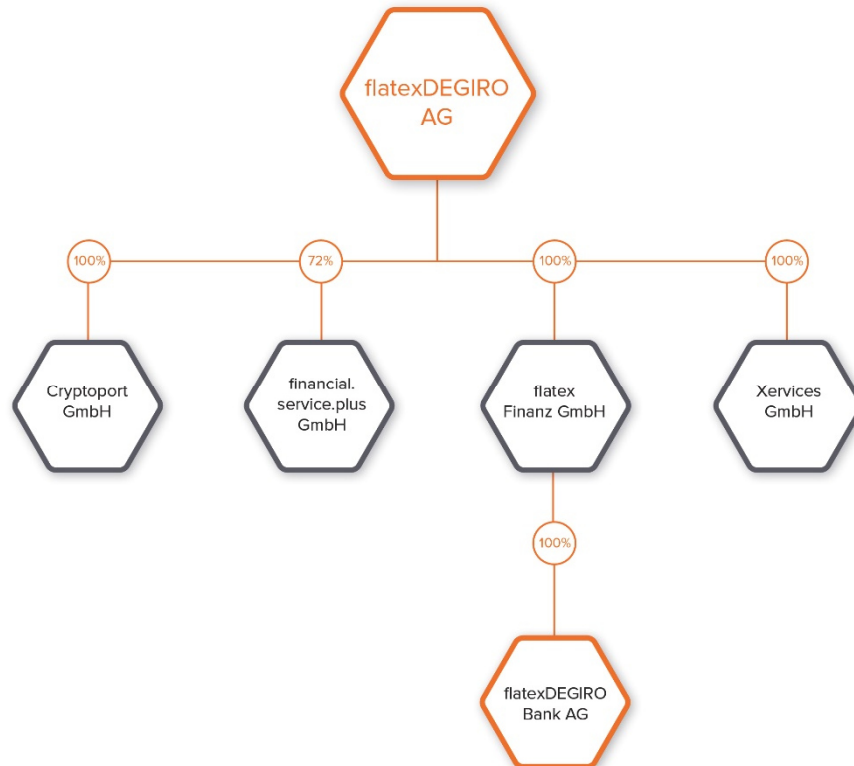 flatexDEGIRO
AG
100%
72%
100%
100%
Cryptoport
GmbH
financial.
service.plus
GmbH
flatex
Finanz GmbH
Xervices
GmbH
100%
flatexDEGIRO
Bank AG